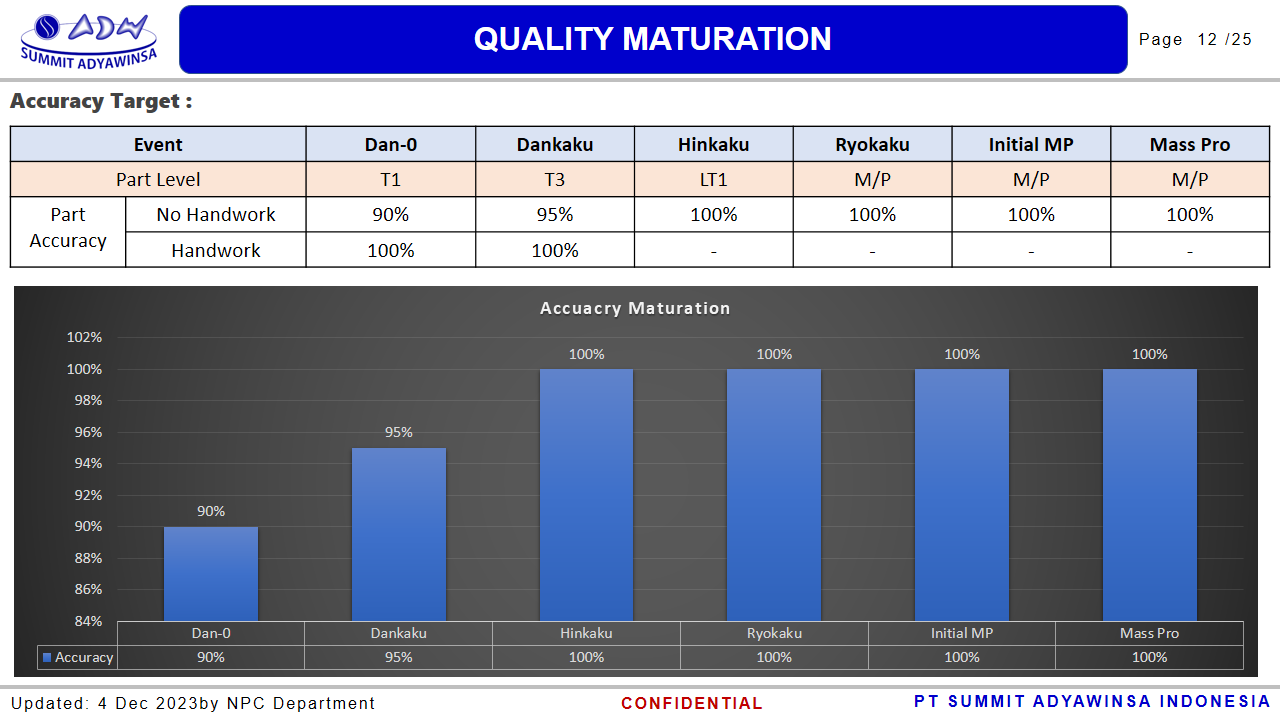 ADW
SUMMIT ADYAWINSA
QUALITY MATURATION
Page 12 /25
Accuracy Target :
Event Dan-0 Dankaku Hinkaku Ryokaku Initial MP Mass Pro
Part Level T1 T3 LT1 M/P M/P M/P
Part Accuracy No Handwork 90% 95% 100% 100% 100% 100%
Handwork 100% 100% - - - -
Accuacry Maturation
102%
100%
98%
96%
94%
92%
90%
88%
86%
84%
90% 95% 100% 100% 100% 100%
Dan-0 Dankaku Hinkaku Ryokaku Initial MP Mass Pro
Accuracy 90% 95% 100% 100% 100% 100%
Updated: 4 Dec 2023by NPC Department
CONFIDENTIAL
PT SUMMIT ADYAWINSA INDONESIA